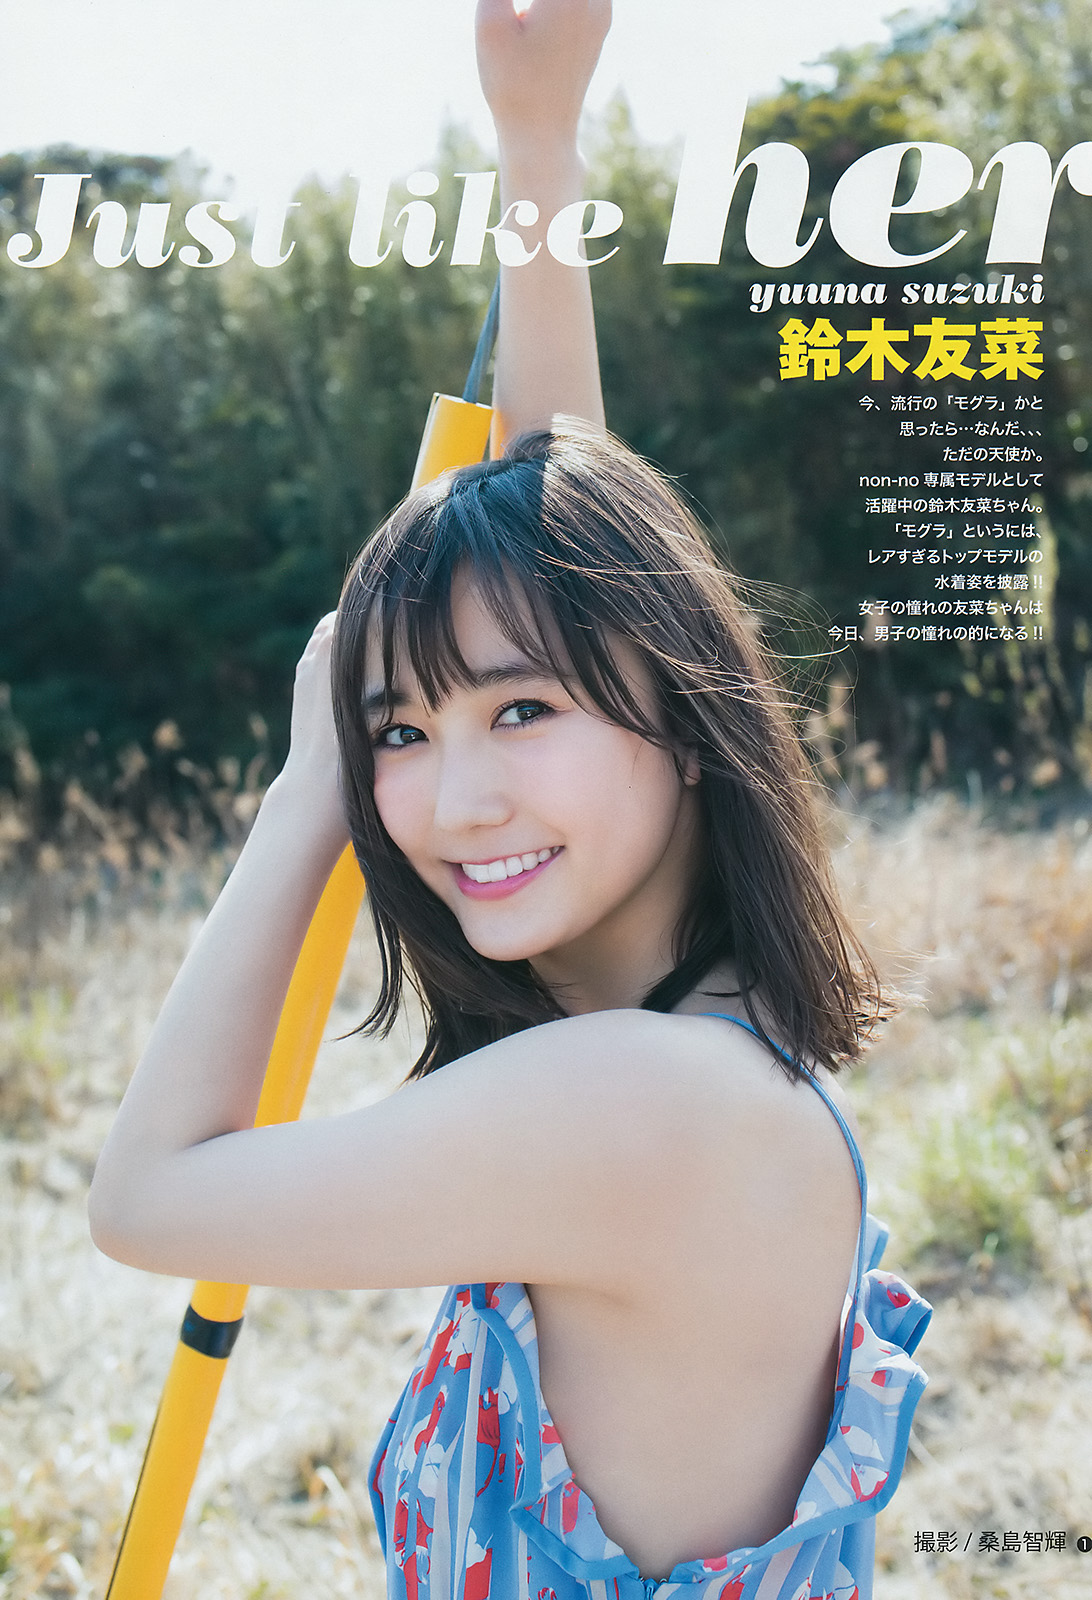 Just like her
yuuna suzuki
鈴木友菜
今、流行の「モグラ」かと
思ったら…なんだ、、、
ただの天使か。
non-no 専属モデルとして
活躍中の鈴木友菜ちゃん。
「モグラ」というには、
レアすぎるトップモデルの
水着姿を披露!!
女子の憧れの友菜ちゃんは
今日、男子の憧れの的になる!!
撮影 / 桑島智輝 1